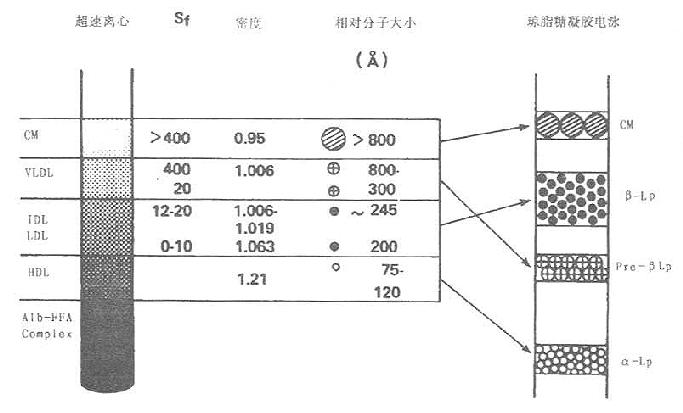 超速离心 Sf 密度 相对分子大小 琼脂糖凝胶电泳
(Å)
CM >400 0.95 >800 CM
VLDL 400 1.006 800-
20 300
IDL 12-20 1.006- ~ 245 β-Lp
LDL 1.019
0-10 1.063 200
HDL 1.21 75- Pre-βLp
120
Alb-HFA
Complex
α-Lp